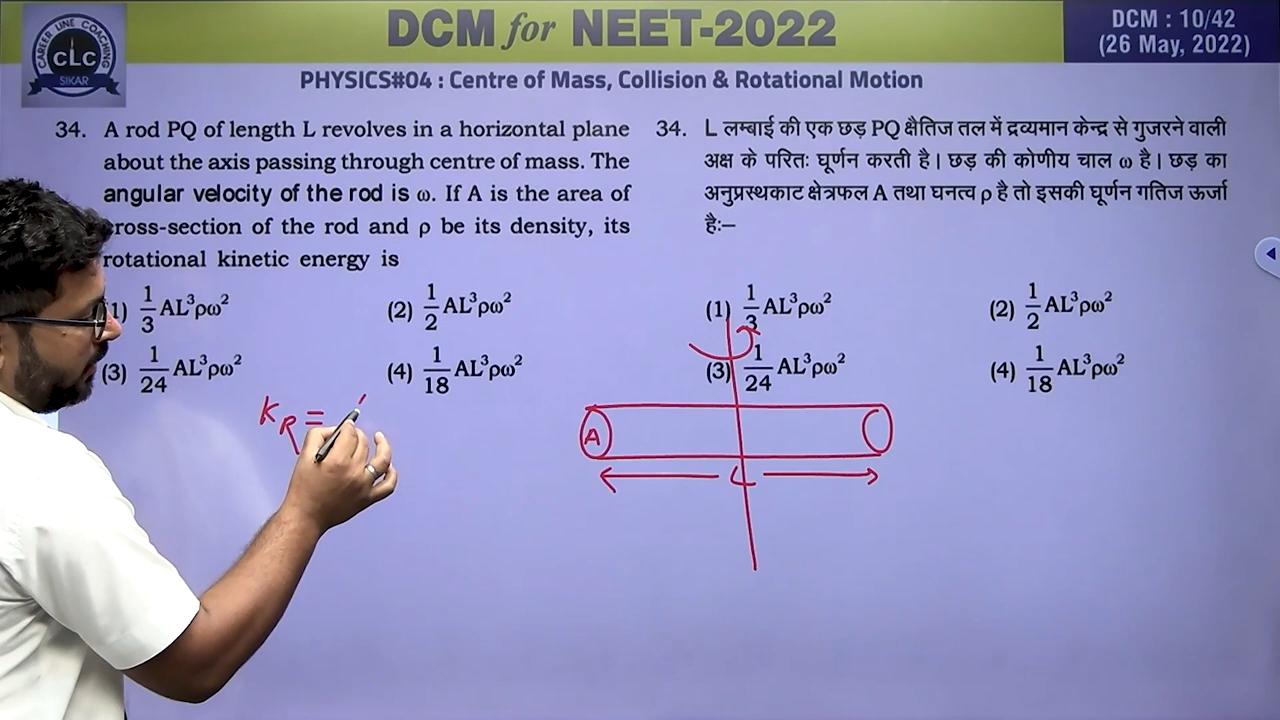 CAREER LINE COACHING
CLC
SIKAR
DCM for NEET-2022
DCM : 10/42
(26 May, 2022)
PHYSICS#04 : Centre of Mass, Collision & Rotational Motion
34. A rod PQ of length L revolves in a horizontal plane
about the axis passing through centre of mass. The
angular velocity of the rod is ω. If A is the area of
cross-section of the rod and ρ be its density, its
rotational kinetic energy is
(1) 1/3 AL³ρω² (2) 1/2 AL³ρω²
(3) 1/24 AL³ρω² (4) 1/18 AL³ρω²
34. L लम्बाई की एक छड़ PQ क्षैतिज तल में द्रव्यमान केन्द्र से गुजरने वाली
अक्ष के परितः घूर्णन करती है। छड़ की कोणीय चाल ω है। छड़ का
अनुप्रस्थकाट क्षेत्रफल A तथा घनत्व ρ है तो इसकी घूर्णन गतिज ऊर्जा
है:–
(1) 1/3 AL³ρω² (2) 1/2 AL³ρω²
(3) 1/24 AL³ρω² (4) 1/18 AL³ρω²
K_R =
A
L